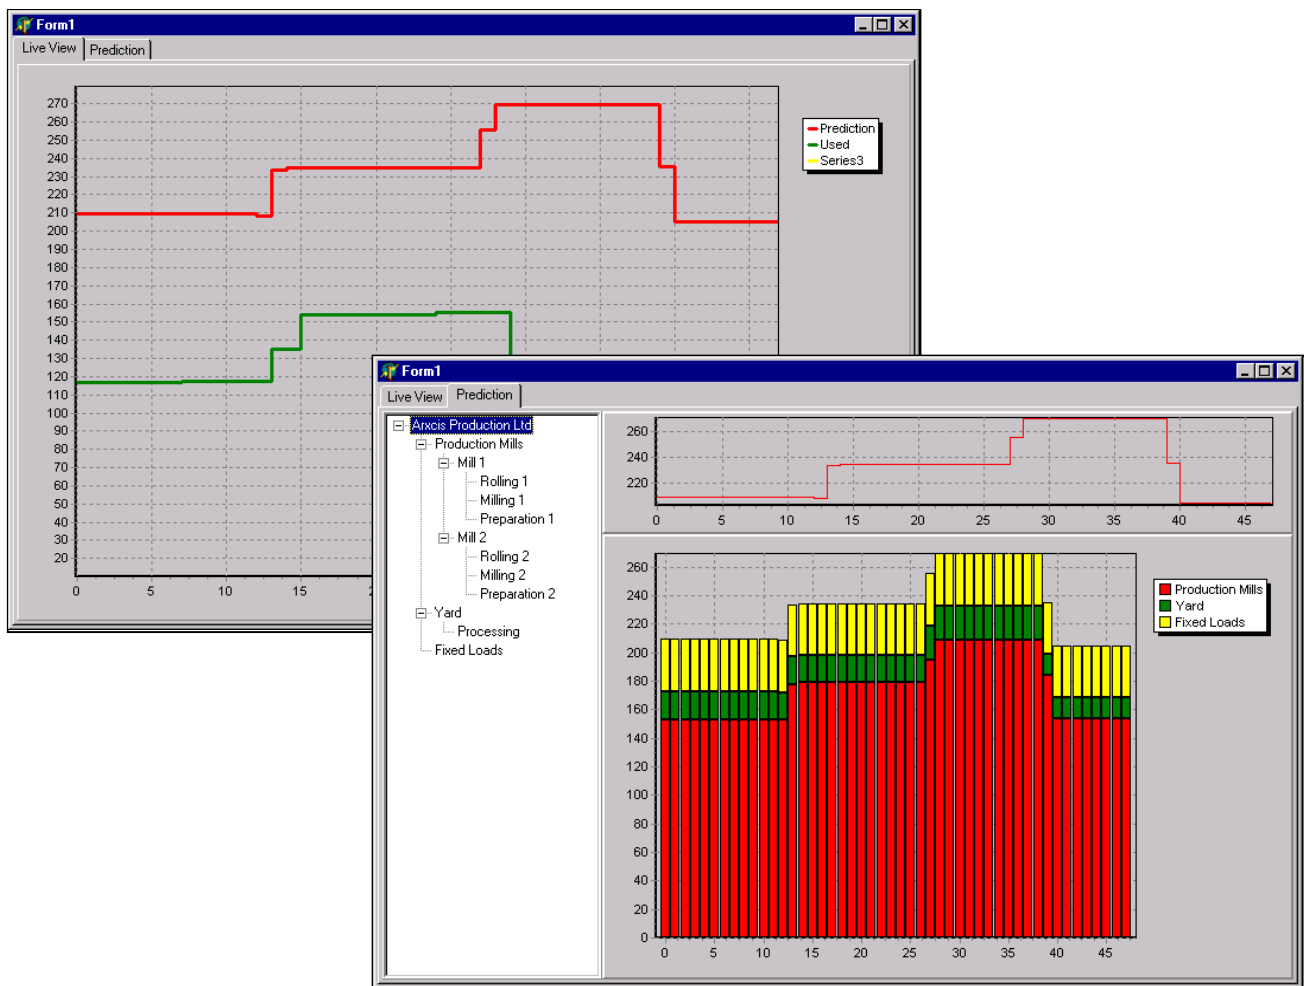 Form1
Live View Prediction
270
260
250
240
230
220
210
200
190
180
170
160
150
140
130
120
110
100
90
80
70
60
50
40
30
20
0 5 10 15
Prediction
Used
Series3
Form1
Live View Prediction
Arxcis Production Ltd
Production Mills
Mill 1
Rolling 1
Milling 1
Preparation 1
Mill 2
Rolling 2
Milling 2
Preparation 2
Yard
Processing
Fixed Loads
260
240
220
0 5 10 15 20 25 30 35 40 45
260
240
220
200
180
160
140
120
100
80
60
40
20
0
0 5 10 15 20 25 30 35 40 45
Production Mills
Yard
Fixed Loads